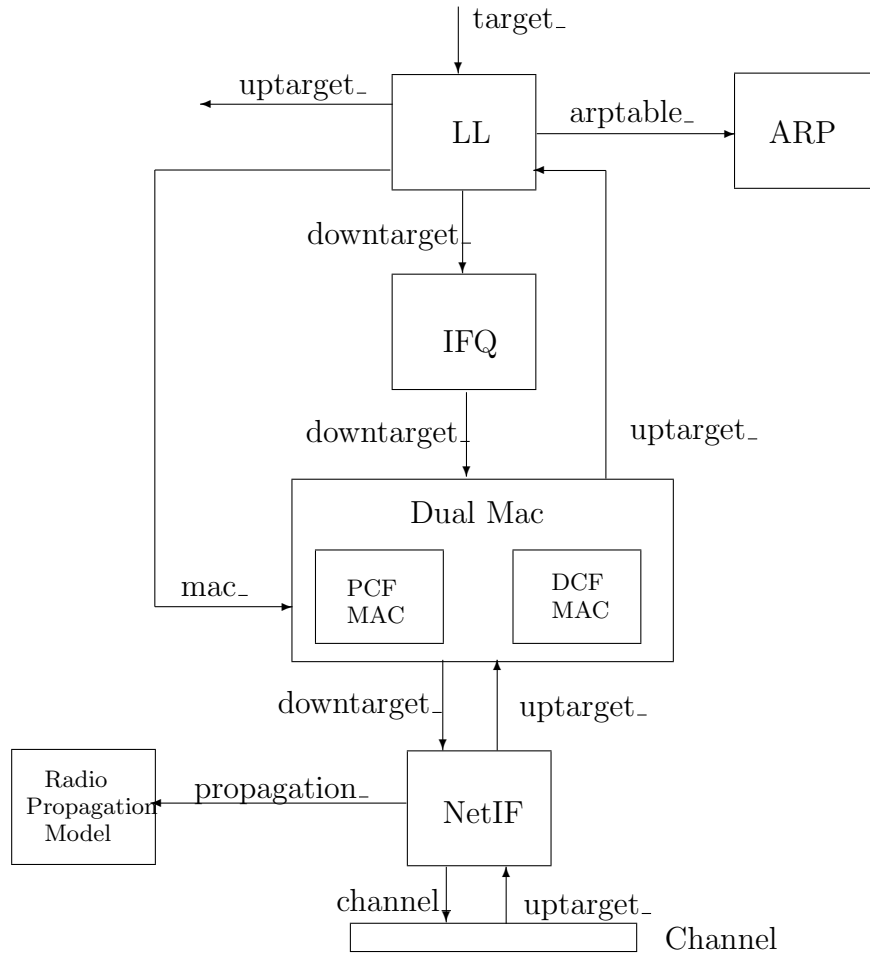 target_
uptarget_
LL
arptable_
ARP
downtarget_
IFQ
downtarget_
uptarget_
Dual Mac
PCF
MAC
DCF
MAC
mac_
downtarget_
uptarget_
Radio
Propagation
Model
propagation_
NetIF
channel_
uptarget_
Channel